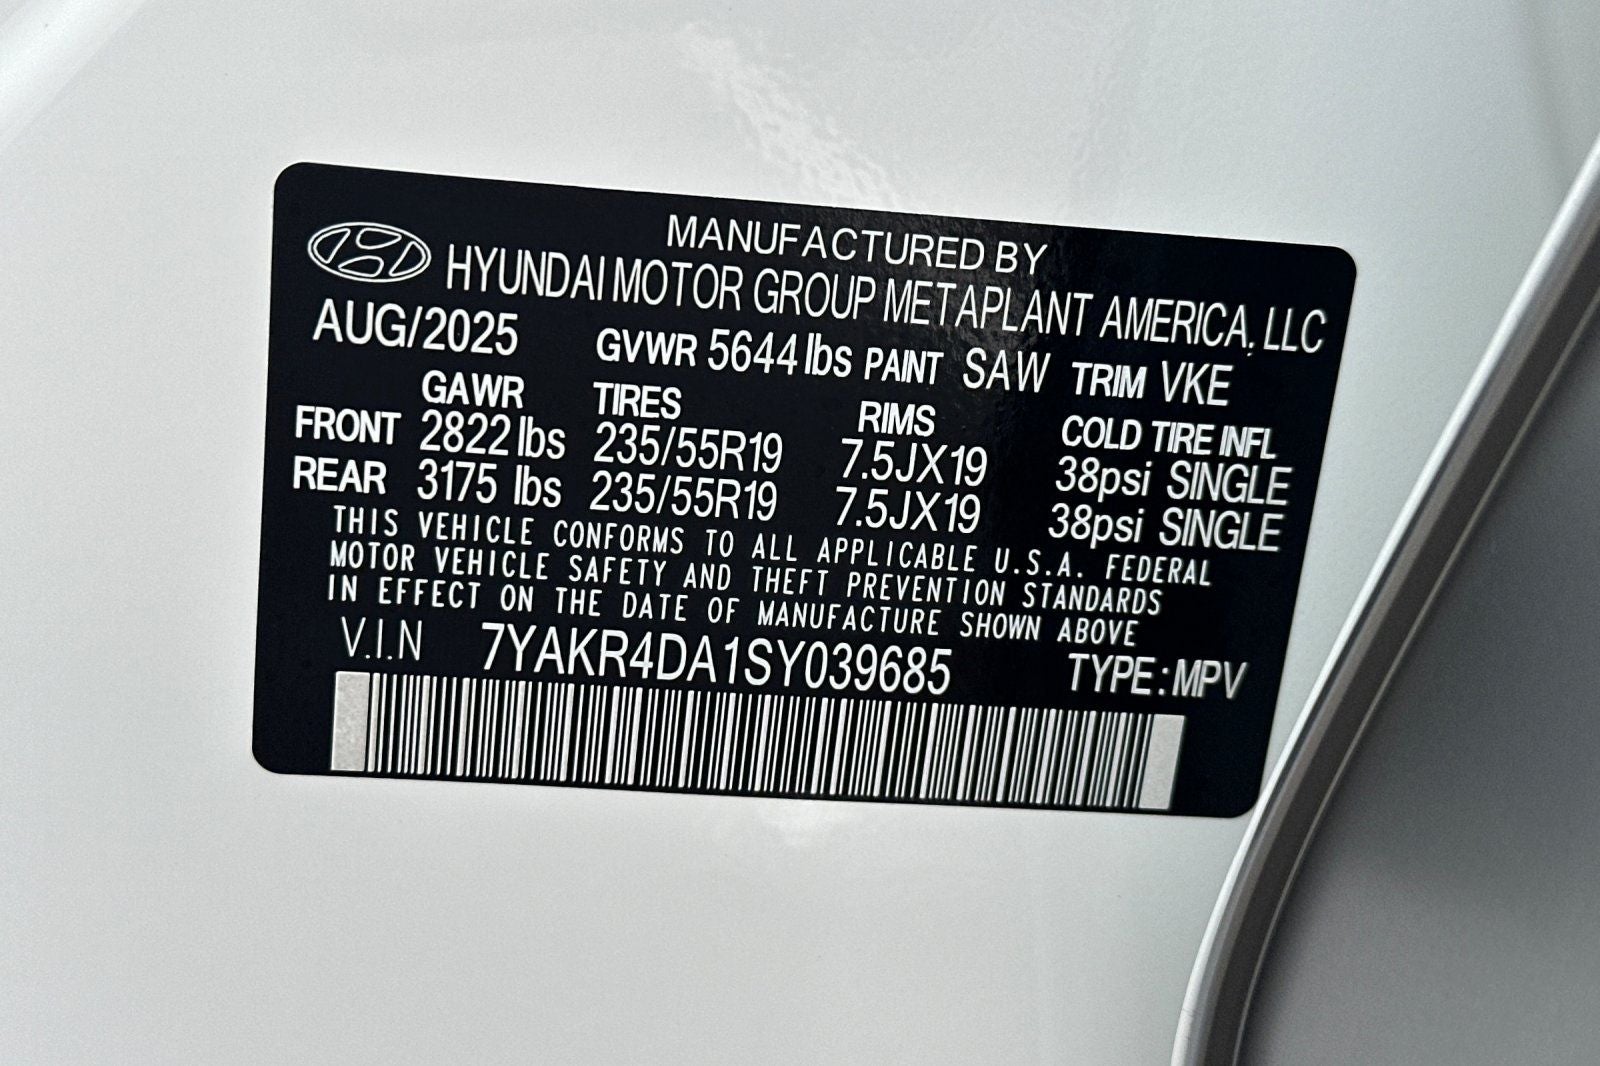 MANUFACTURED BY
HYUNDAI MOTOR GROUP METAPLANT AMERICA, LLC
AUG/2025 GVWR 5644 lbs PAINT SAW TRIM VKE
GAWR TIRES RIMS COLD TIRE INFL
FRONT 2822 lbs 235/55R19 7.5JX19 38psi SINGLE
REAR 3175 lbs 235/55R19 7.5JX19 38psi SINGLE
THIS VEHICLE CONFORMS TO ALL APPLICABLE U.S.A. FEDERAL
MOTOR VEHICLE SAFETY AND THEFT PREVENTION STANDARDS
IN EFFECT ON THE DATE OF MANUFACTURE SHOWN ABOVE
V.I.N 7YAKR4DA1SY039685 TYPE: MPV